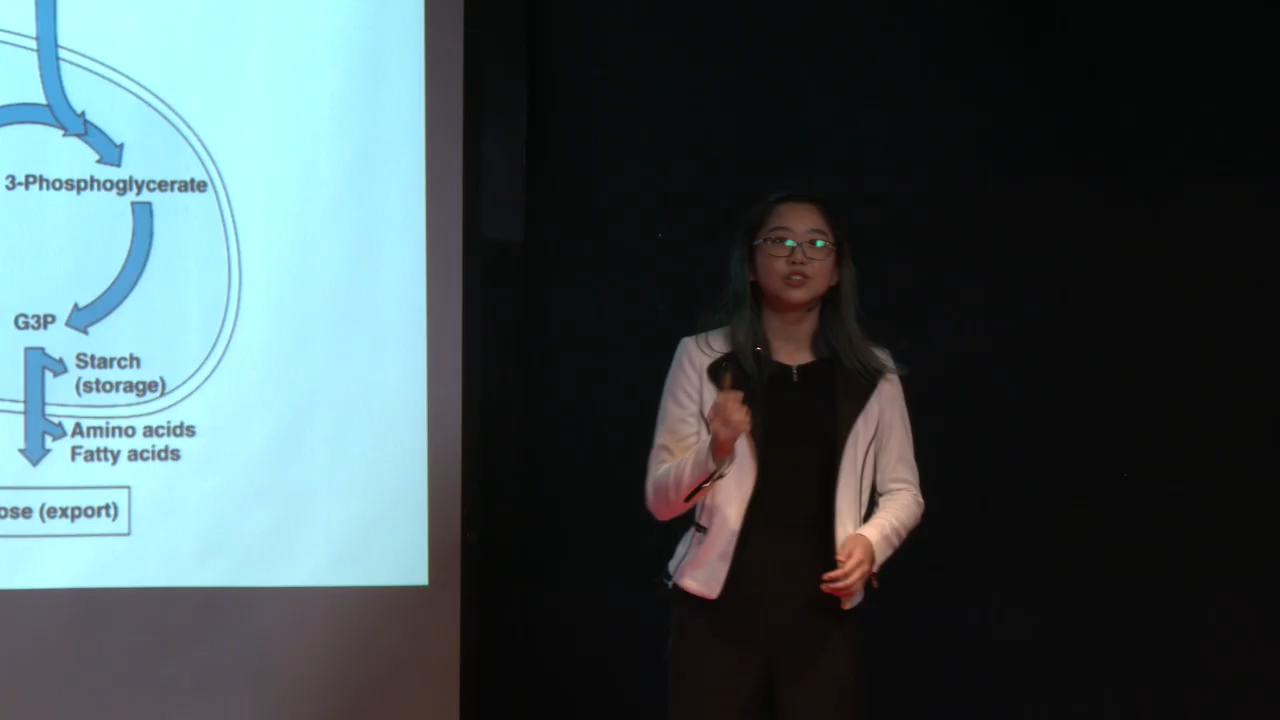 3-Phosphoglycerate
G3P
Starch
(storage)
Amino acids
Fatty acids
ose (export)